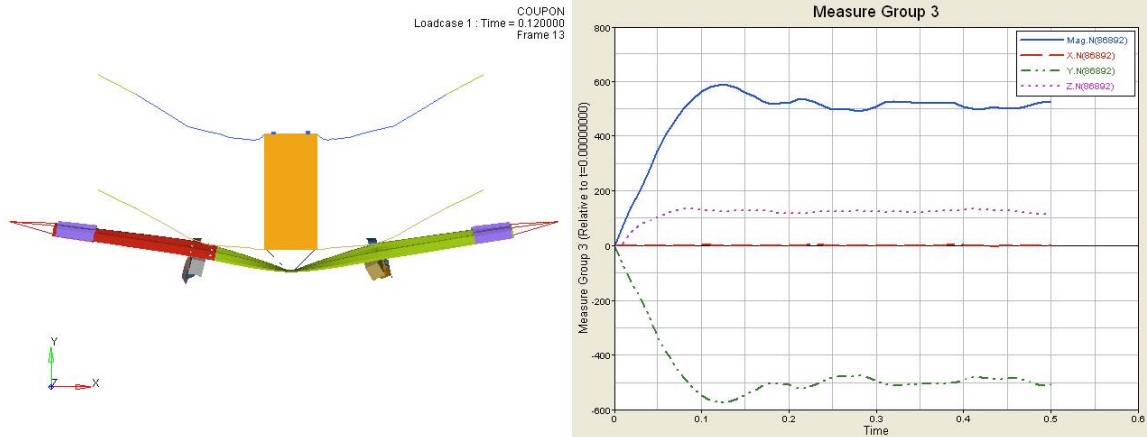 COUPON
Loadcase 1 : Time = 0.120000
Frame 13
Y
Z
X
Measure Group 3
Measure Group 3 (Relative to t=0.00000000)
800
600
400
200
0
-200
-400
-600
0
0.1
0.2
0.3
0.4
0.5
0.6
Time
Mag.N(86892)
X.N(86892)
Y.N(86892)
Z.N(86892)